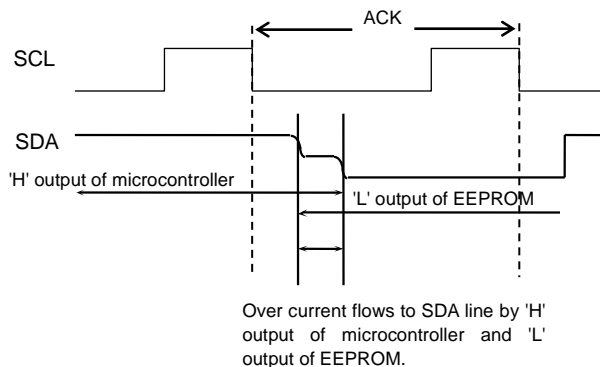 ACK
SCL
SDA
'H' output of microcontroller
'L' output of EEPROM
Over current flows to SDA line by 'H'
output of microcontroller and 'L'
output of EEPROM.